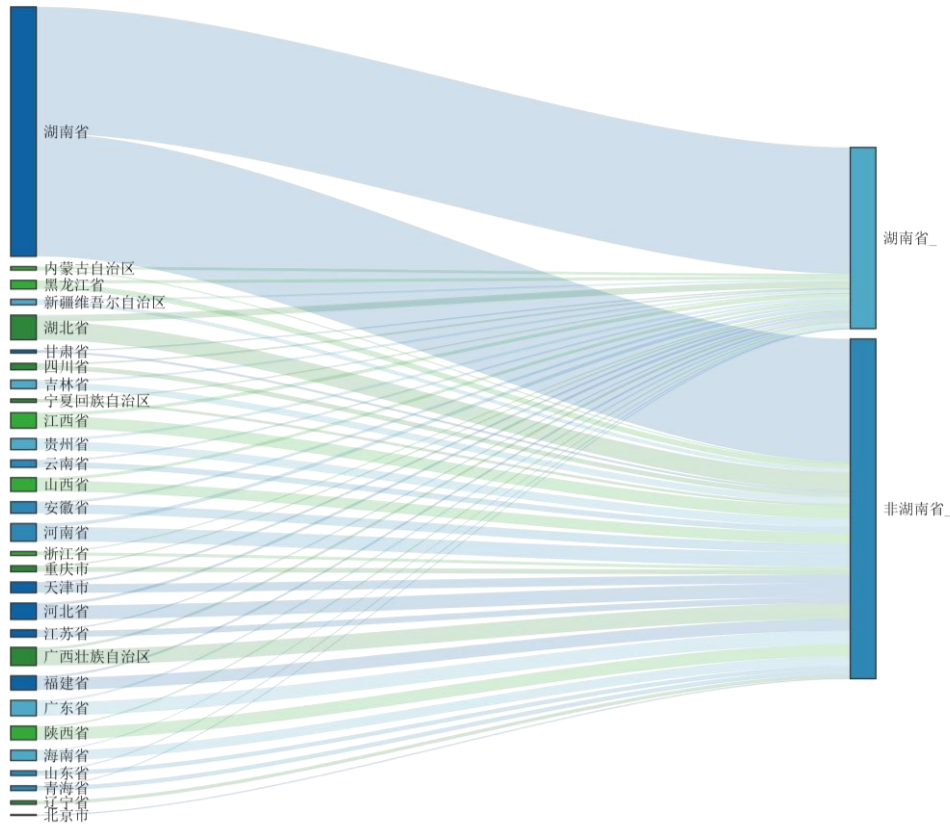 湖南省
内蒙古自治区
黑龙江省
新疆维吾尔自治区
湖北省
甘肃省
四川省
吉林省
宁夏回族自治区
江西省
贵州省
云南省
山西省
安徽省
河南省
浙江省
重庆市
天津市
河北省
江苏省
广西壮族自治区
福建省
广东省
陕西省
海南省
山东省
青海省
辽宁省
北京市
湖南省_
非湖南省_